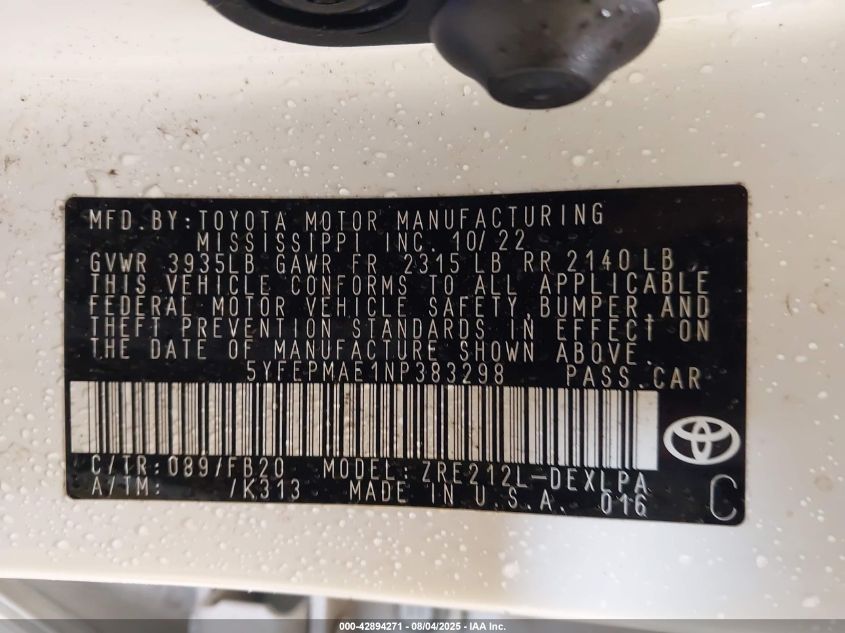 MFD.BY:TOYOTA MOTOR MANUFACTURING
MISSISSIPPI INC. 10/22
GVWR 3935LB GAWR FR 2315 LB RR 2140 LB
THIS VEHICLE CONFORMS TO ALL APPLICABLE
FEDERAL MOTOR VEHICLE SAFETY,BUMPER,AND
THEFT PREVENTION STANDARDS IN EFFECT ON
THE DATE OF MANUFACTURE SHOWN ABOVE.
5YFEPMAE1NP383298 PASS.CAR
C/TR: 089/FB20 MODEL: ZRE212L-DEXLPA
A/TM: /K313 MADE IN U.S.A. 016 C
000-42894271 - 08/04/2025 - IAA Inc.